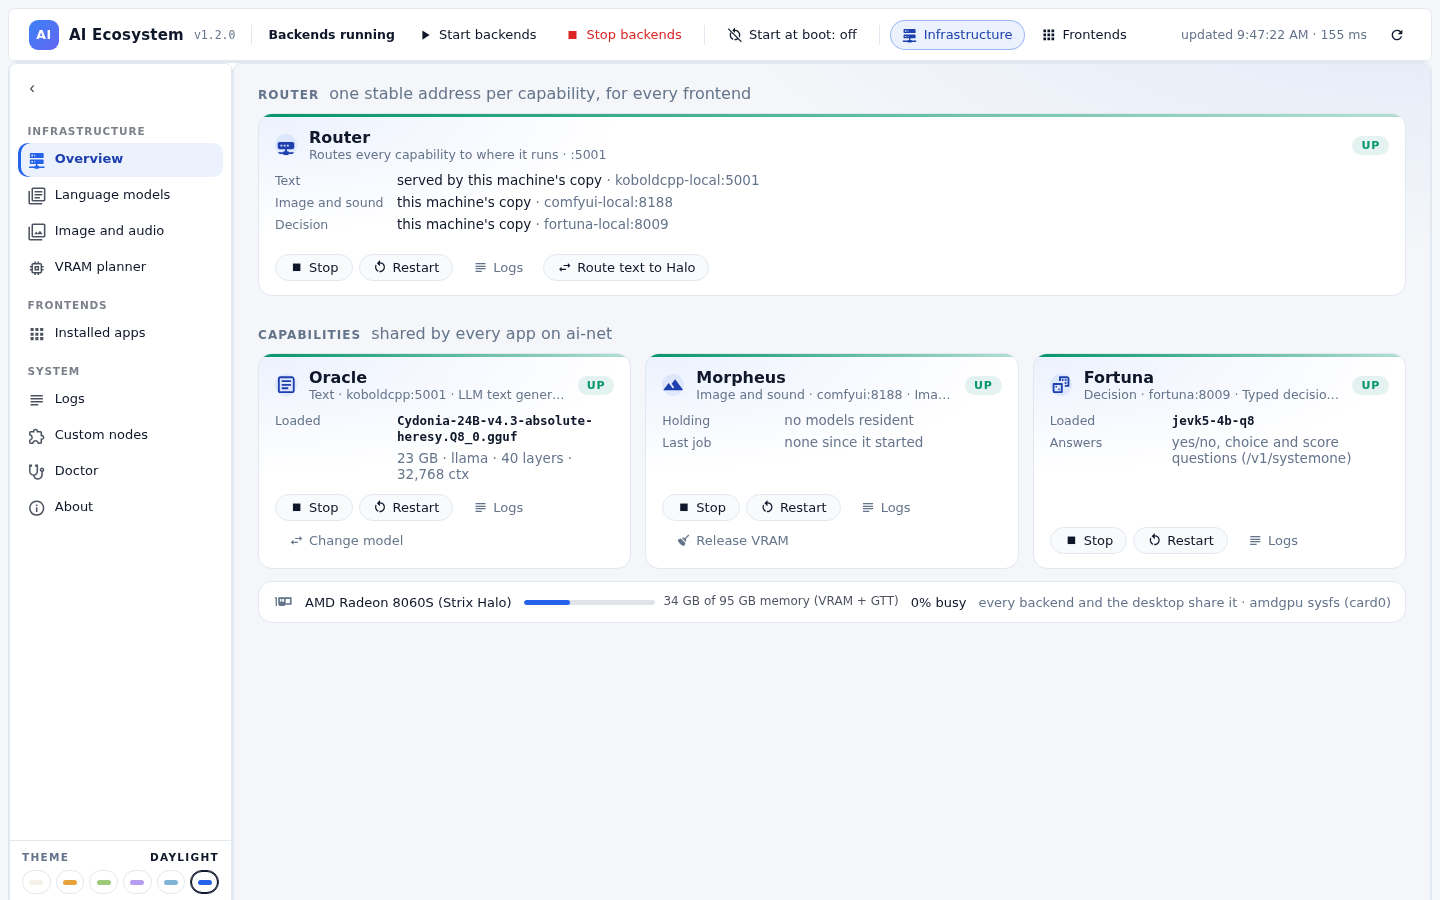 AI AI Ecosystem v1.2.0 Backends running Start backends Stop backends Start at boot: off Infrastructure Frontends updated 9:47:22 AM · 155 ms
‹
INFRASTRUCTURE
Overview
Language models
Image and audio
VRAM planner
FRONTENDS
Installed apps
SYSTEM
Logs
Custom nodes
Doctor
About
THEME DAYLIGHT
ROUTER one stable address per capability, for every frontend
Router
Routes every capability to where it runs · :5001
UP
Text served by this machine's copy · koboldcpp-local:5001
Image and sound this machine's copy · comfyui-local:8188
Decision this machine's copy · fortuna-local:8009
Stop Restart Logs Route text to Halo
CAPABILITIES shared by every app on ai-net
Oracle
Text · koboldcpp:5001 · LLM text gener…
UP
Loaded Cydonia-24B-v4.3-absolute-
heresy.Q8_0.gguf
23 GB · llama · 40 layers ·
32,768 ctx
Stop Restart Logs
Change model
Morpheus
Image and sound · comfyui:8188 · Ima…
UP
Holding no models resident
Last job none since it started
Stop Restart Logs
Release VRAM
Fortuna
Decision · fortuna:8009 · Typed decisio…
UP
Loaded jevk5-4b-q8
Answers yes/no, choice and score
questions (/v1/systemone)
Stop Restart Logs
AMD Radeon 8060S (Strix Halo) 34 GB of 95 GB memory (VRAM + GTT) 0% busy every backend and the desktop share it · amdgpu sysfs (card0)